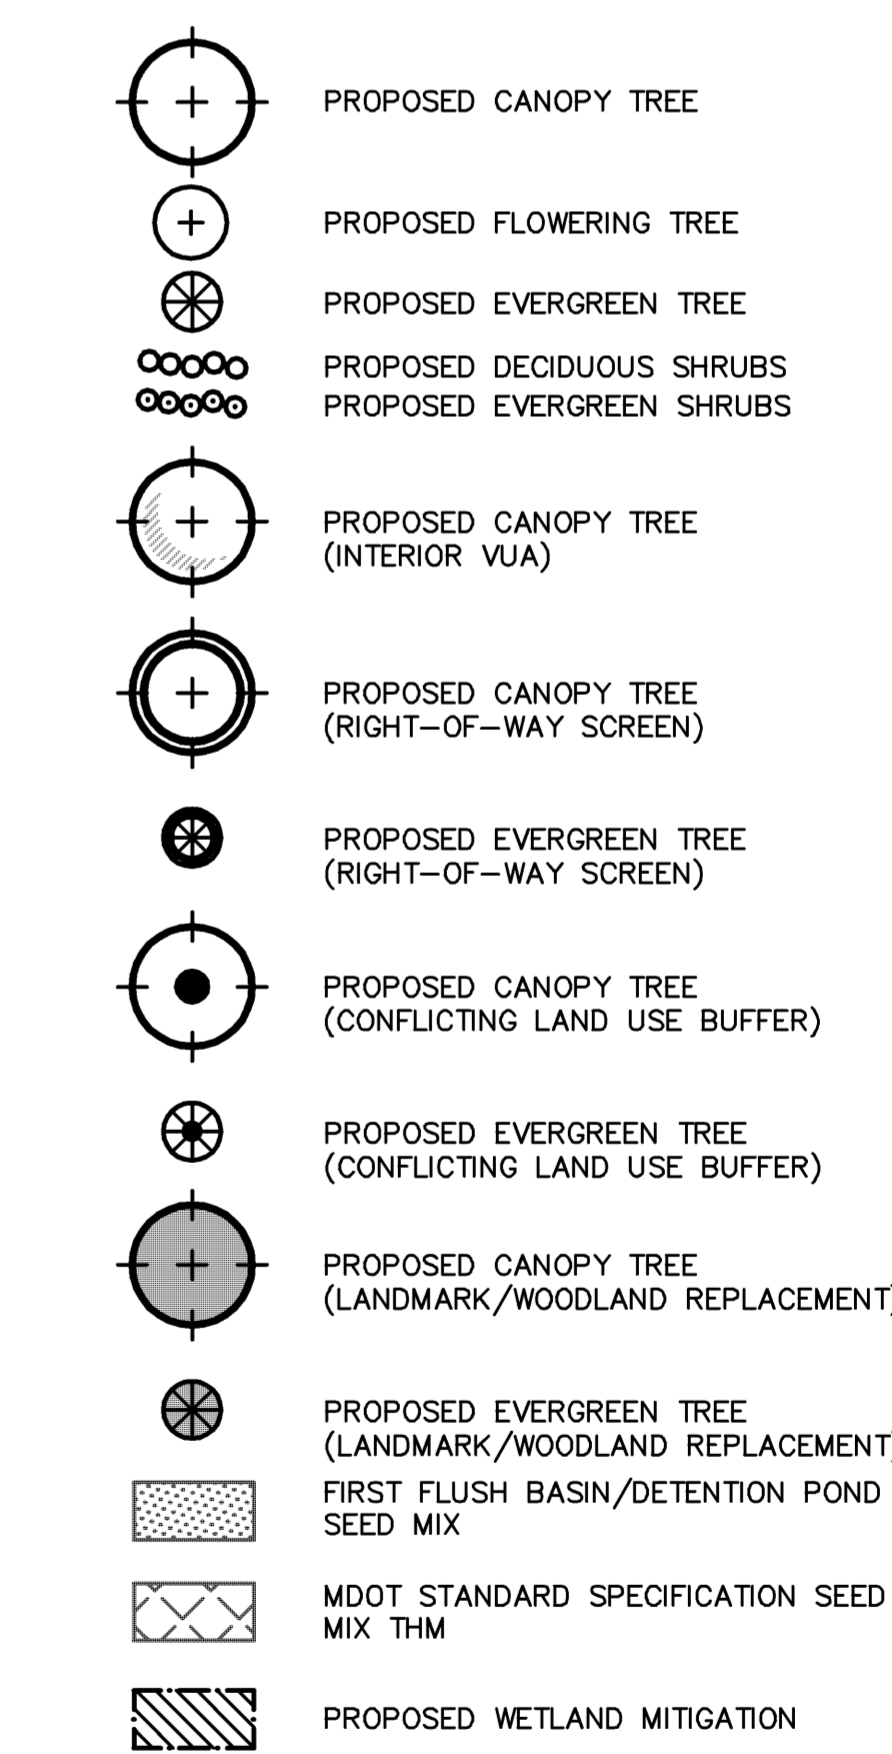 PROPOSED CANOPY TREE
PROPOSED FLOWERING TREE
PROPOSED EVERGREEN TREE
PROPOSED DECIDUOUS SHRUBS
PROPOSED EVERGREEN SHRUBS
PROPOSED CANOPY TREE
(INTERIOR VUA)
PROPOSED CANOPY TREE
(RIGHT-OF-WAY SCREEN)
PROPOSED EVERGREEN TREE
(RIGHT-OF-WAY SCREEN)
PROPOSED CANOPY TREE
(CONFLICTING LAND USE BUFFER)
PROPOSED EVERGREEN TREE
(CONFLICTING LAND USE BUFFER)
PROPOSED CANOPY TREE
(LANDMARK/WOODLAND REPLACEMENT)
PROPOSED EVERGREEN TREE
(LANDMARK/WOODLAND REPLACEMENT)
FIRST FLUSH BASIN/DETENTION POND
SEED MIX
MDOT STANDARD SPECIFICATION SEED
MIX THM
PROPOSED WETLAND MITIGATION